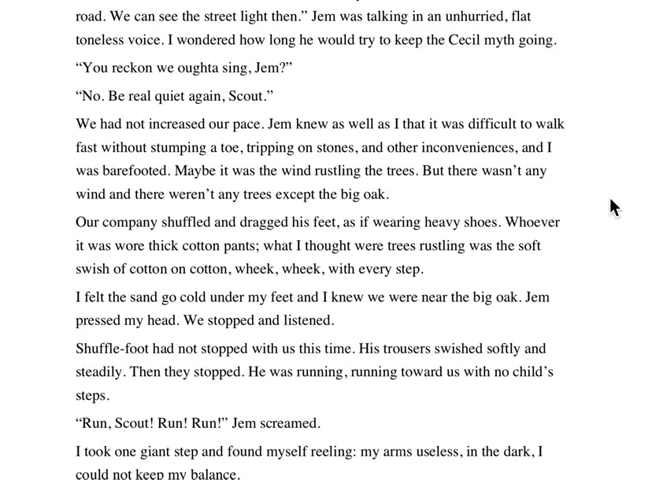 road. We can see the street light then.” Jem was talking in an unhurried, flat
toneless voice. I wondered how long he would try to keep the Cecil myth going.
“You reckon we oughta sing, Jem?”
“No. Be real quiet again, Scout.”
We had not increased our pace. Jem knew as well as I that it was difficult to walk
fast without stumping a toe, tripping on stones, and other inconveniences, and I
was barefooted. Maybe it was the wind rustling the trees. But there wasn’t any
wind and there weren’t any trees except the big oak.
Our company shuffled and dragged his feet, as if wearing heavy shoes. Whoever
it was wore thick cotton pants; what I thought were trees rustling was the soft
swish of cotton on cotton, wheek, wheek, with every step.
I felt the sand go cold under my feet and I knew we were near the big oak. Jem
pressed my head. We stopped and listened.
Shuffle-foot had not stopped with us this time. His trousers swished softly and
steadily. Then they stopped. He was running, running toward us with no child’s
steps.
“Run, Scout! Run! Run!” Jem screamed.
I took one giant step and found myself reeling: my arms useless, in the dark, I
could not keep my balance.